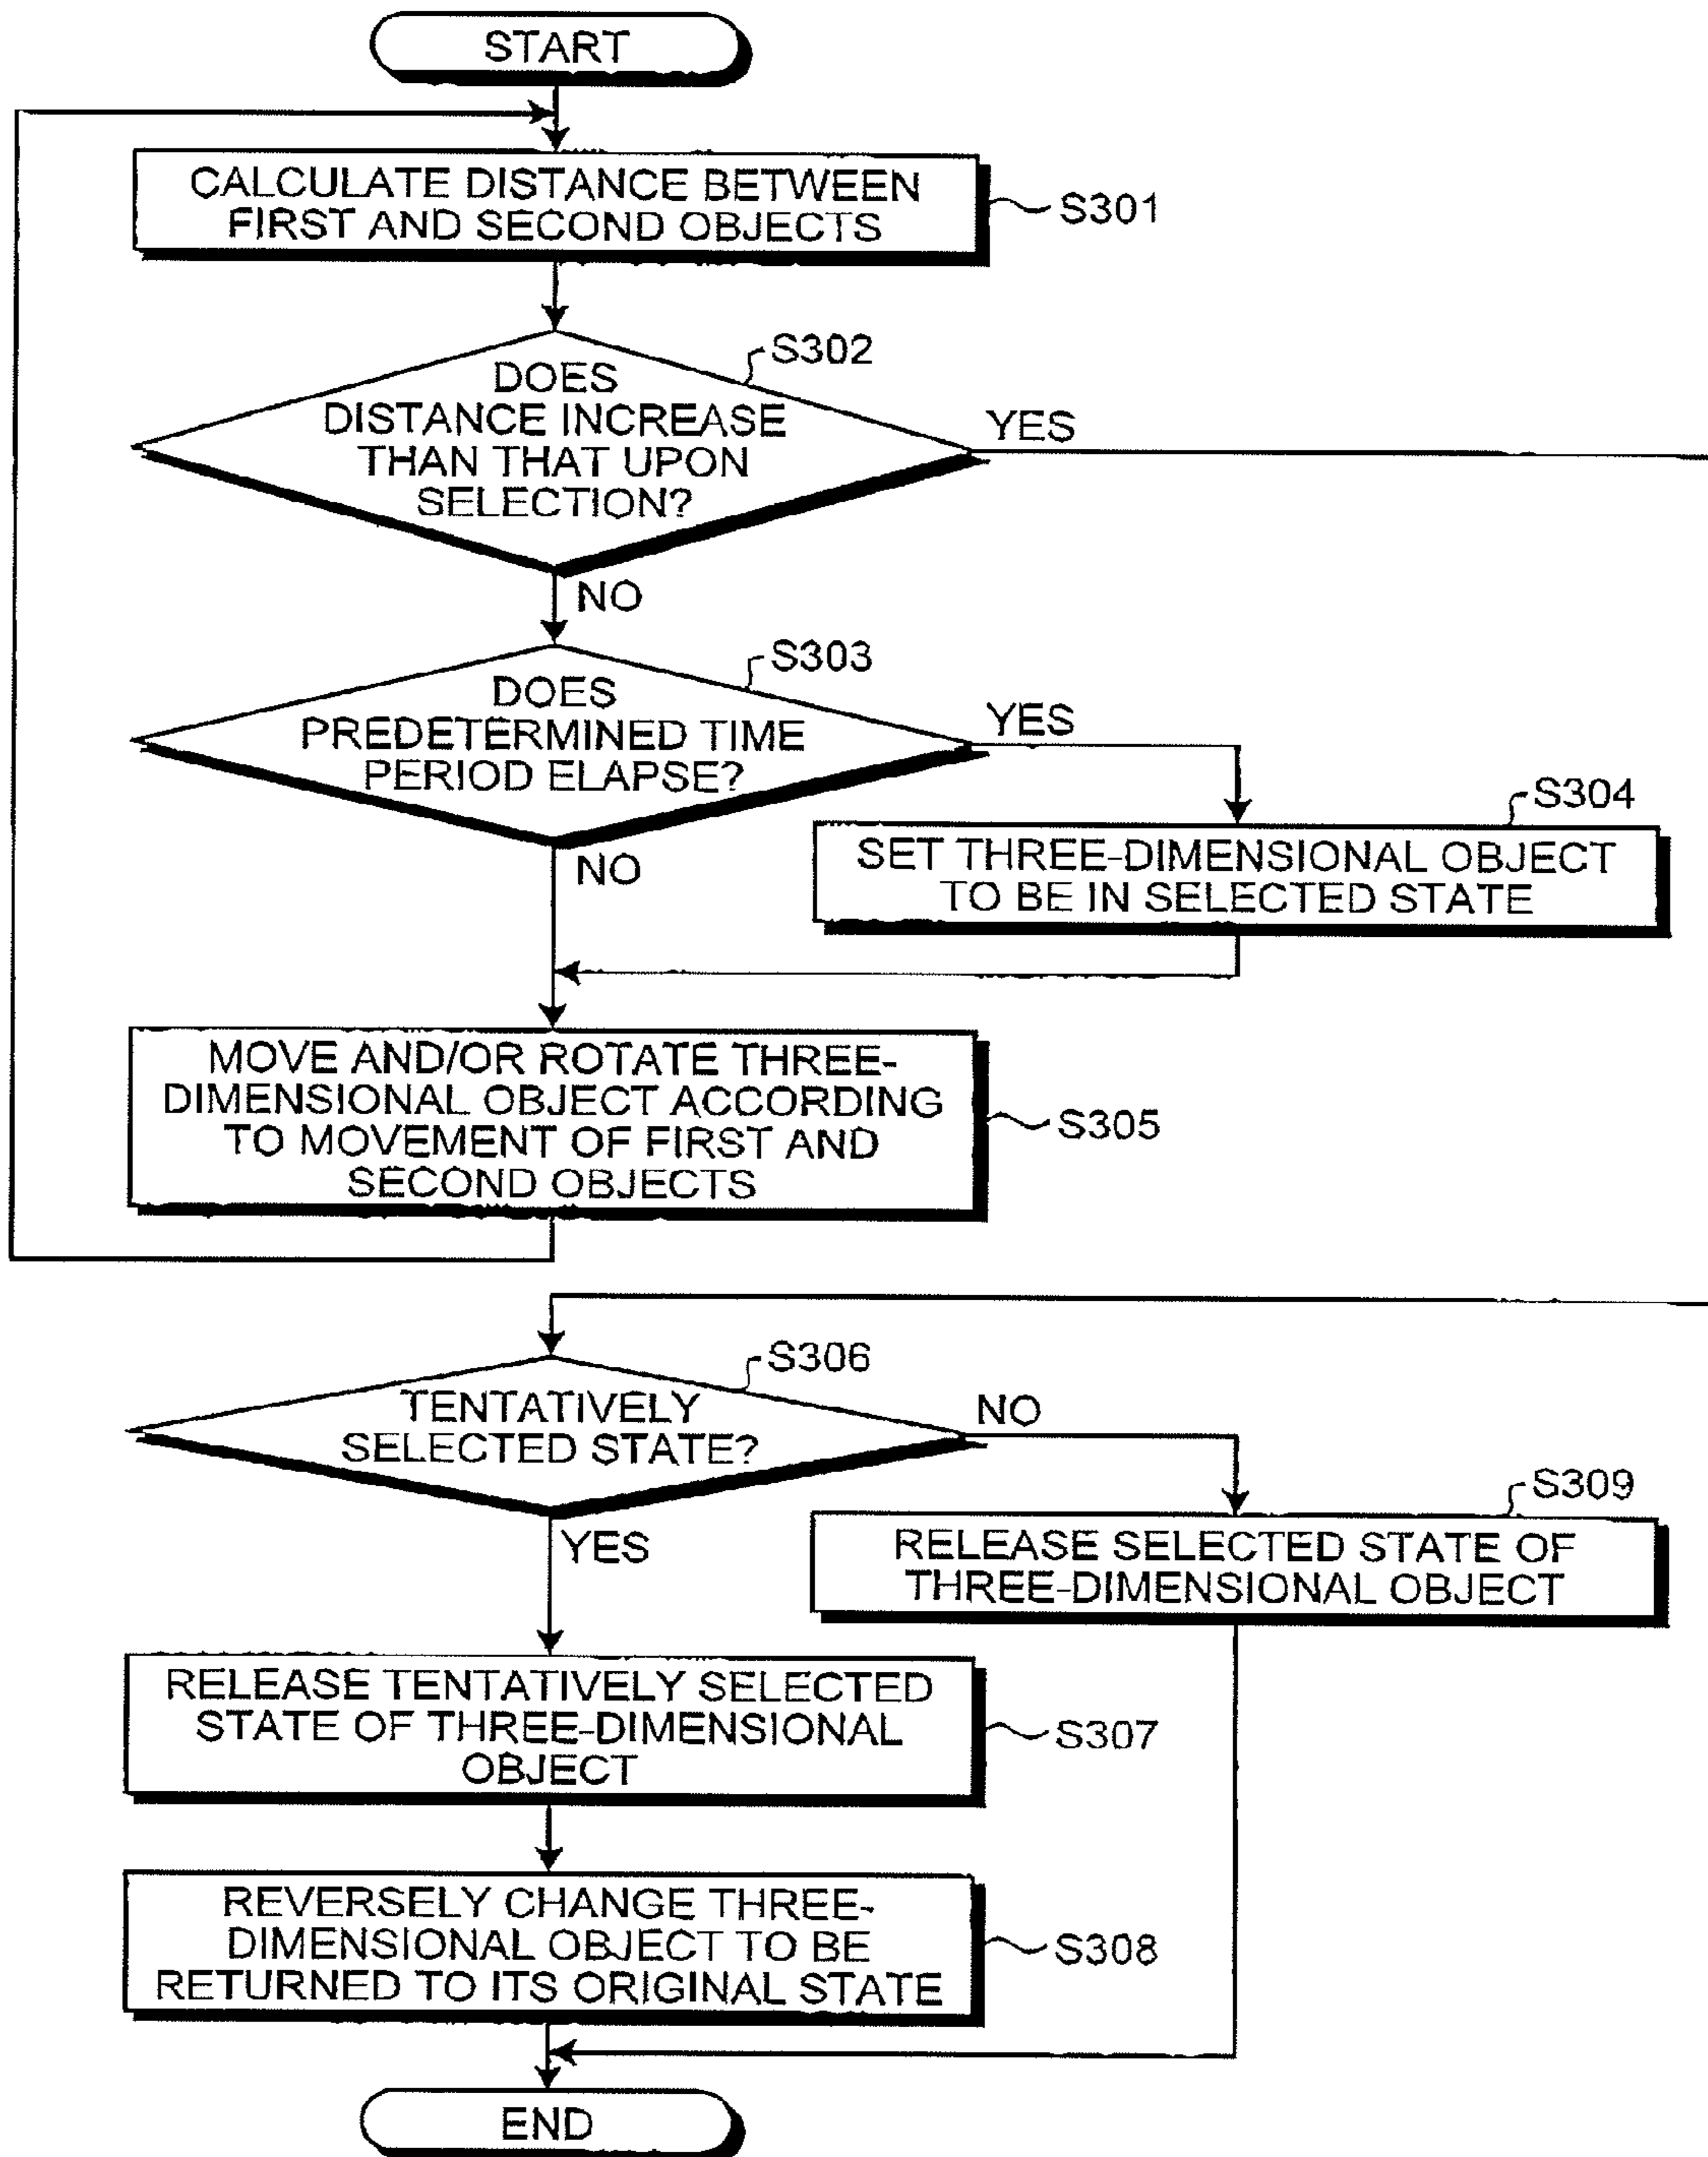 START
CALCULATE DISTANCE BETWEEN
FIRST AND SECOND OBJECTS
S301
S302
DOES
DISTANCE INCREASE
THAN THAT UPON
SELECTION?
YES
NO
S303
DOES
PREDETERMINED TIME
PERIOD ELAPSE?
YES
NO
S304
SET THREE-DIMENSIONAL OBJECT
TO BE IN SELECTED STATE
MOVE AND/OR ROTATE THREE-
DIMENSIONAL OBJECT ACCORDING
TO MOVEMENT OF FIRST AND
SECOND OBJECTS
S305
S306
TENTATIVELY
SELECTED STATE?
NO
YES
S309
RELEASE SELECTED STATE OF
THREE-DIMENSIONAL OBJECT
RELEASE TENTATIVELY SELECTED
STATE OF THREE-DIMENSIONAL
OBJECT
S307
REVERSELY CHANGE THREE-
DIMENSIONAL OBJECT TO BE
RETURNED TO ITS ORIGINAL STATE
S308
END